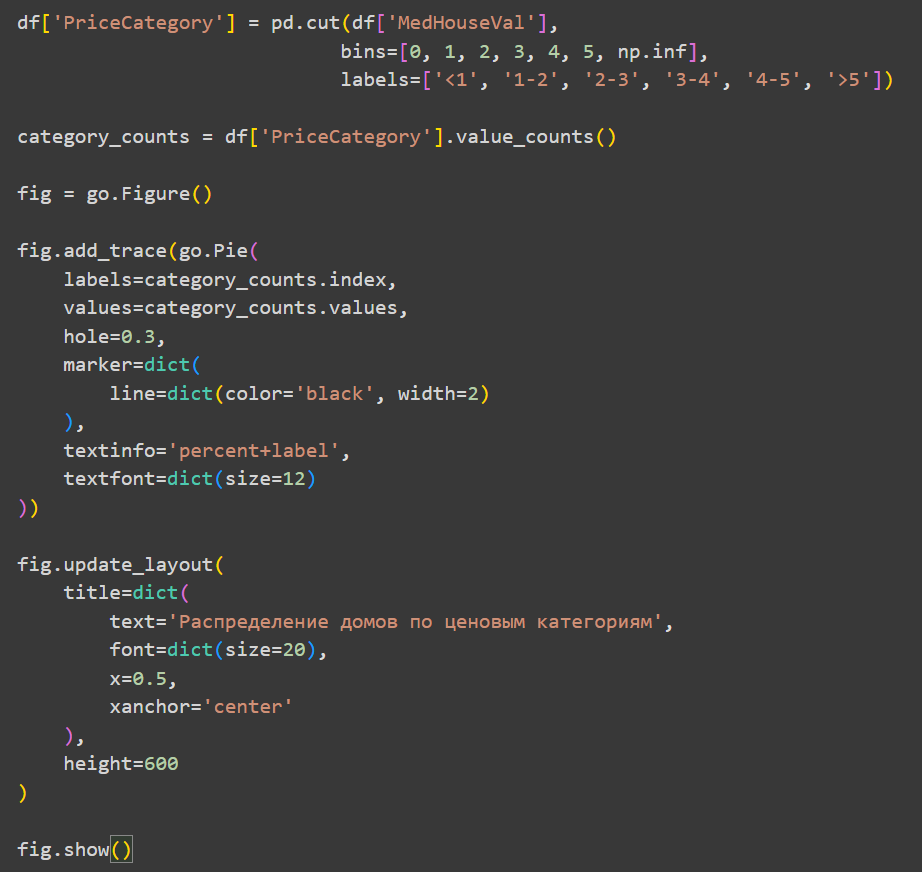 df['PriceCategory'] = pd.cut(df['MedHouseVal'],
                            bins=[0, 1, 2, 3, 4, 5, np.inf],
                            labels=['<1', '1-2', '2-3', '3-4', '4-5', '>5'])

category_counts = df['PriceCategory'].value_counts()

fig = go.Figure()

fig.add_trace(go.Pie(
    labels=category_counts.index,
    values=category_counts.values,
    hole=0.3,
    marker=dict(
        line=dict(color='black', width=2)
    ),
    textinfo='percent+label',
    textfont=dict(size=12)
))

fig.update_layout(
    title=dict(
        text='Распределение домов по ценовым категориям',
        font=dict(size=20),
        x=0.5,
        xanchor='center'
    ),
    height=600
)

fig.show()